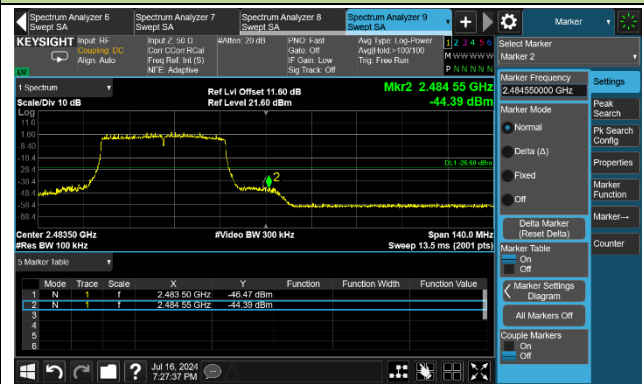 Spectrum Analyzer 6
Swept SA
Spectrum Analyzer 7
Swept SA
Spectrum Analyzer 8
Swept SA
Spectrum Analyzer 9
Swept SA
Marker
KEYSIGHT
Input: RF
Coupling: DC
Align: Auto
Input Z: 50 Ω
Corr CCorr RCal
Freq Ref: Int (S)
NFE: Adaptive
#Atten: 20 dB
PNO: Fast
Gate: Off
IF Gain: Low
Sig Track: Off
Avg Type: Log-Power
Avg|Hold:>100/100
Trig: Free Run
1 2 3 4 5 6
M W W W W W
P N N N N N
Select Marker
Marker 2
1 Spectrum
Scale/Div 10 dB
Ref Lvl Offset 11.60 dB
Ref Level 21.60 dBm
Mkr2 2.484 55 GHz
-44.39 dBm
Log
11.6
1.60
-8.40
-18.4
-28.4
-38.4
-48.4
-58.4
-68.4
DL1 -26.60 dBm
2
Center 2.48350 GHz
#Res BW 100 kHz
#Video BW 300 kHz
Span 140.0 MHz
Sweep 13.5 ms (2001 pts)
5 Marker Table
Mode Trace Scale X Y Function Function Width Function Value
1 N 1 f 2.483 50 GHz -46.47 dBm
2 N 1 f 2.484 55 GHz -44.39 dBm
3
4
5
6
Marker Frequency
2.484550000 GHz
Marker Mode
Normal
Delta (Δ)
Fixed
Off
Delta Marker
(Reset Delta)
Marker Table
On
Off
Marker Settings
Diagram
All Markers Off
Couple Markers
On
Off
Settings
Peak
Search
Pk Search
Config
Properties
Marker
Function
Marker→
Counter
Jul 16, 2024
7:27:37 PM